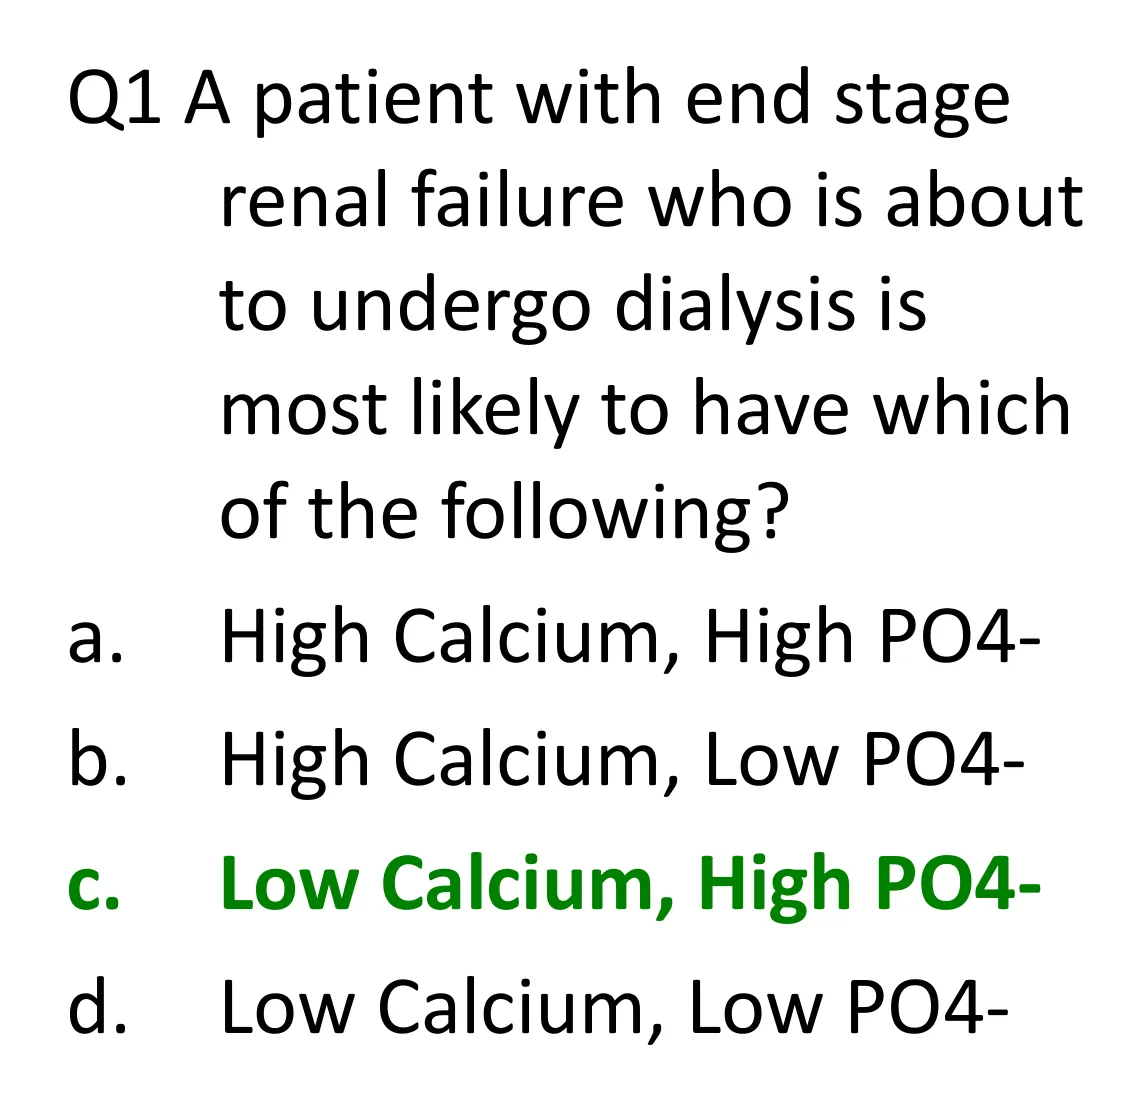 Q1 A patient with end stage
renal failure who is about
to undergo dialysis is
most likely to have which
of the following?
a. High Calcium, High PO4-
b. High Calcium, Low PO4-
c. Low Calcium, High PO4-
d. Low Calcium, Low PO4-